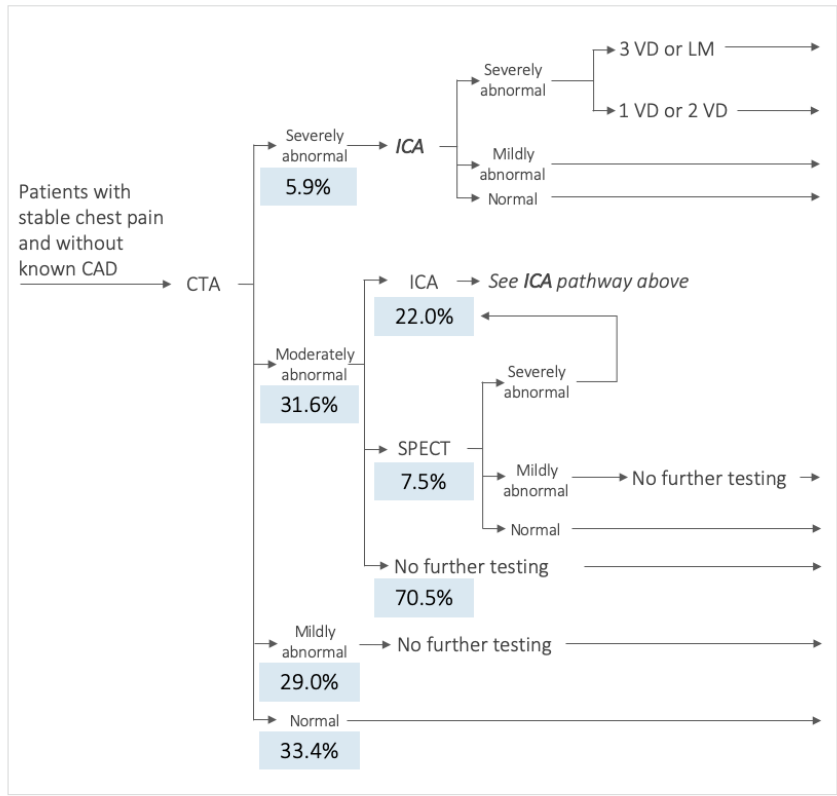 3 VD or LM
Severely
abnormal
1 VD or 2 VD
Severely
abnormal
ICA
5.9%
Mildly
abnormal
Normal
Patients with
stable chest pain
and without
known CAD
CTA
ICA
See ICA pathway above
22.0%
Moderately
abnormal
31.6%
Severely
abnormal
SPECT
7.5%
Mildly
abnormal
No further testing
Normal
No further testing
70.5%
Mildly
abnormal
No further testing
29.0%
Normal
33.4%